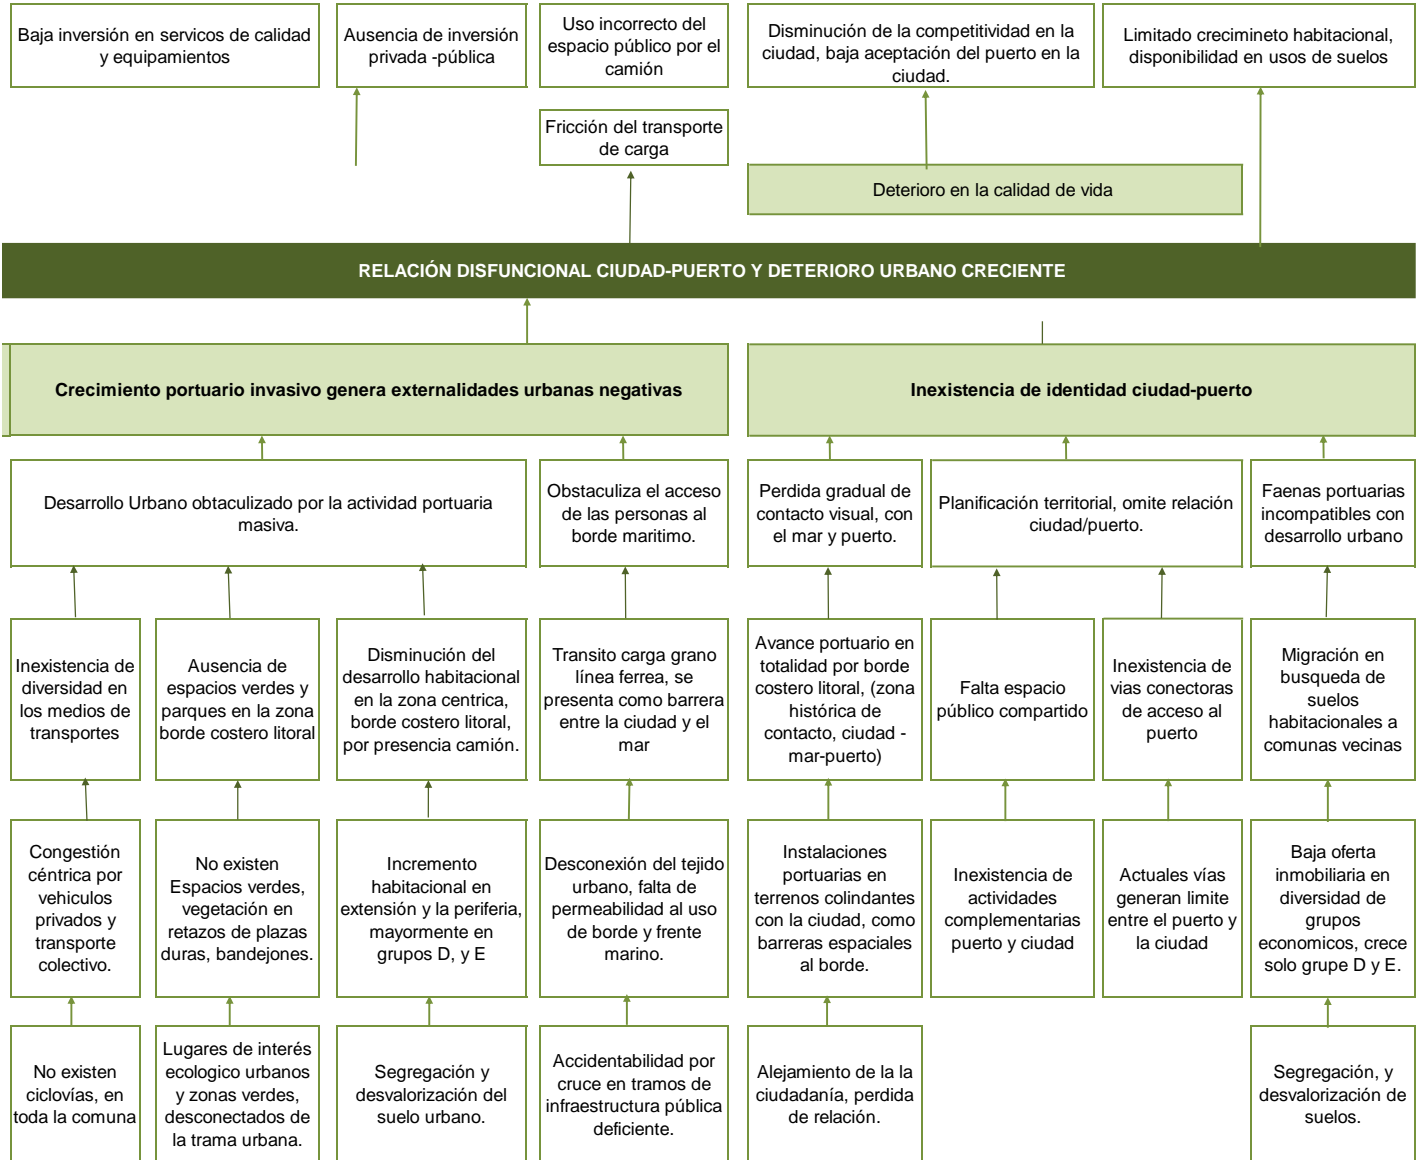 Baja inversión en servicos de calidad
y equipamientos
Ausencia de inversión
privada -pública
Uso incorrecto del
espacio público por el
camión
Disminución de la competitividad en la
ciudad, baja aceptación del puerto en la
ciudad.
Limitado crecimineto habitacional,
disponibilidad en usos de suelos
Fricción del transporte
de carga
Deterioro en la calidad de vida
RELACIÓN DISFUNCIONAL CIUDAD-PUERTO Y DETERIORO URBANO CRECIENTE
Crecimiento portuario invasivo genera externalidades urbanas negativas
Inexistencia de identidad ciudad-puerto
Desarrollo Urbano obtaculizado por la actividad portuaria
masiva.
Obstaculiza el acceso
de las personas al
borde maritimo.
Perdida gradual de
contacto visual, con
el mar y puerto.
Planificación territorial, omite relación
ciudad/puerto.
Faenas portuarias
incompatibles con
desarrollo urbano
Inexistencia de
diversidad en
los medios de
transportes
Ausencia de
espacios verdes y
parques en la zona
borde costero litoral
Disminución del
desarrollo habitacional
en la zona centrica,
borde costero litoral,
por presencia camión.
Transito carga grano
línea ferrea, se
presenta como barrera
entre la ciudad y el
mar
Avance portuario en
totalidad por borde
costero litoral, (zona
histórica de
contacto, ciudad -
mar-puerto)
Falta espacio
público compartido
Inexistencia de
vias conectoras
de acceso al
puerto
Migración en
busqueda de
suelos
habitacionales a
comunas vecinas
Congestión
céntrica por
vehiculos
privados y
transporte
colectivo.
No existen
Espacios verdes,
vegetación en
retazos de plazas
duras, bandejones.
Incremento
habitacional en
extensión y la periferia,
mayormente en
grupos D, y E
Desconexión del tejido
urbano, falta de
permeabilidad al uso
de borde y frente
marino.
Instalaciones
portuarias en
terrenos colindantes
con la ciudad, como
barreras espaciales
al borde.
Inexistencia de
actividades
complementarias
puerto y ciudad
Actuales vías
generan limite
entre el puerto y
la ciudad
Baja oferta
inmobiliaria en
diversidad de
grupos
economicos, crece
solo grupe D y E.
No existen
ciclovías, en
toda la comuna
Lugares de interés
ecologico urbanos
y zonas verdes,
desconectados de
la trama urbana.
Segregación y
desvalorización del
suelo urbano.
Accidentabilidad por
cruce en tramos de
infraestructura pública
deficiente.
Alejamiento de la la
ciudadanía, perdida
de relación.
Segregación, y
desvalorización de
suelos.